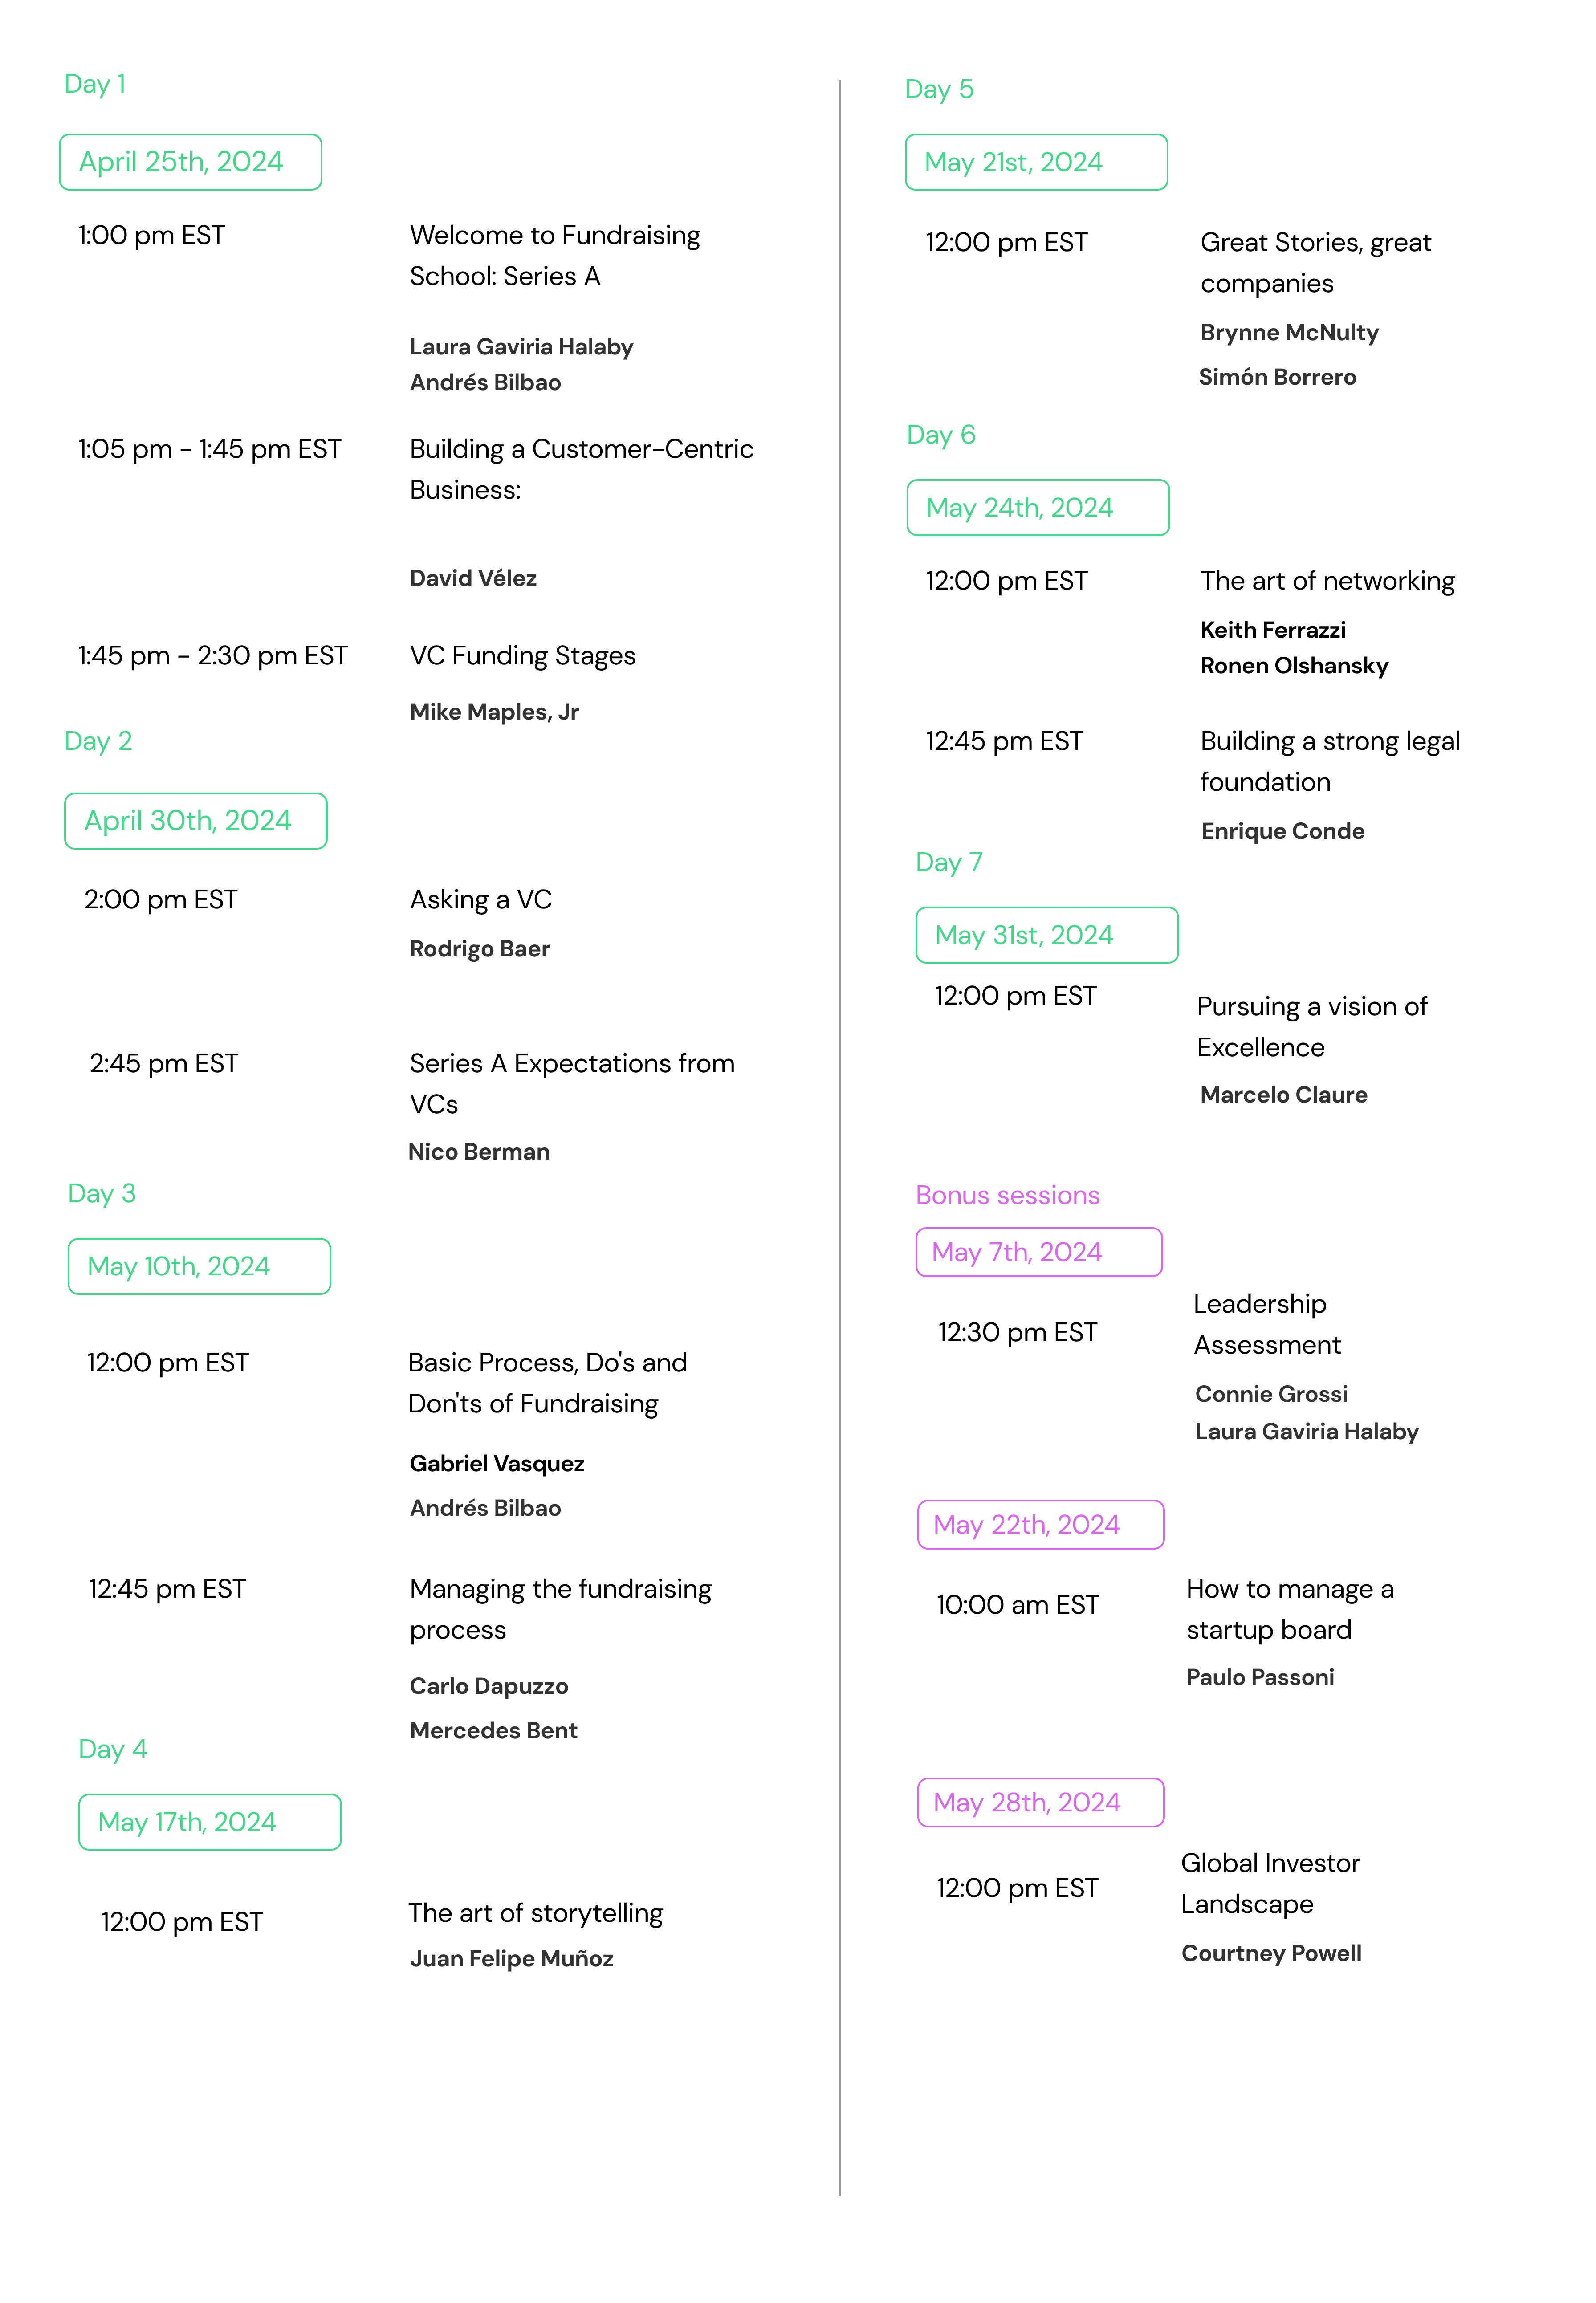 Day 1
April 25th, 2024
1:00 pm EST
Welcome to Fundraising
School: Series A
Laura Gaviria Halaby
Andrés Bilbao
1:05 pm - 1:45 pm EST
Building a Customer-Centric
Business:
David Vélez
1:45 pm - 2:30 pm EST
VC Funding Stages
Mike Maples, Jr
Day 2
April 30th, 2024
2:00 pm EST
Asking a VC
Rodrigo Baer
2:45 pm EST
Series A Expectations from
VCs
Nico Berman
Day 3
May 10th, 2024
12:00 pm EST
Basic Process, Do's and
Don'ts of Fundraising
Gabriel Vasquez
Andrés Bilbao
12:45 pm EST
Managing the fundraising
process
Carlo Dapuzzo
Mercedes Bent
Day 4
May 17th, 2024
12:00 pm EST
The art of storytelling
Juan Felipe Muñoz
Day 5
May 21st, 2024
12:00 pm EST
Great Stories, great
companies
Brynne McNulty
Simón Borrero
Day 6
May 24th, 2024
12:00 pm EST
The art of networking
Keith Ferrazzi
Ronen Olshansky
12:45 pm EST
Building a strong legal
foundation
Enrique Conde
Day 7
May 31st, 2024
12:00 pm EST
Pursuing a vision of
Excellence
Marcelo Claure
Bonus sessions
May 7th, 2024
12:30 pm EST
Leadership
Assessment
Connie Grossi
Laura Gaviria Halaby
May 22th, 2024
10:00 am EST
How to manage a
startup board
Paulo Passoni
May 28th, 2024
12:00 pm EST
Global Investor
Landscape
Courtney Powell